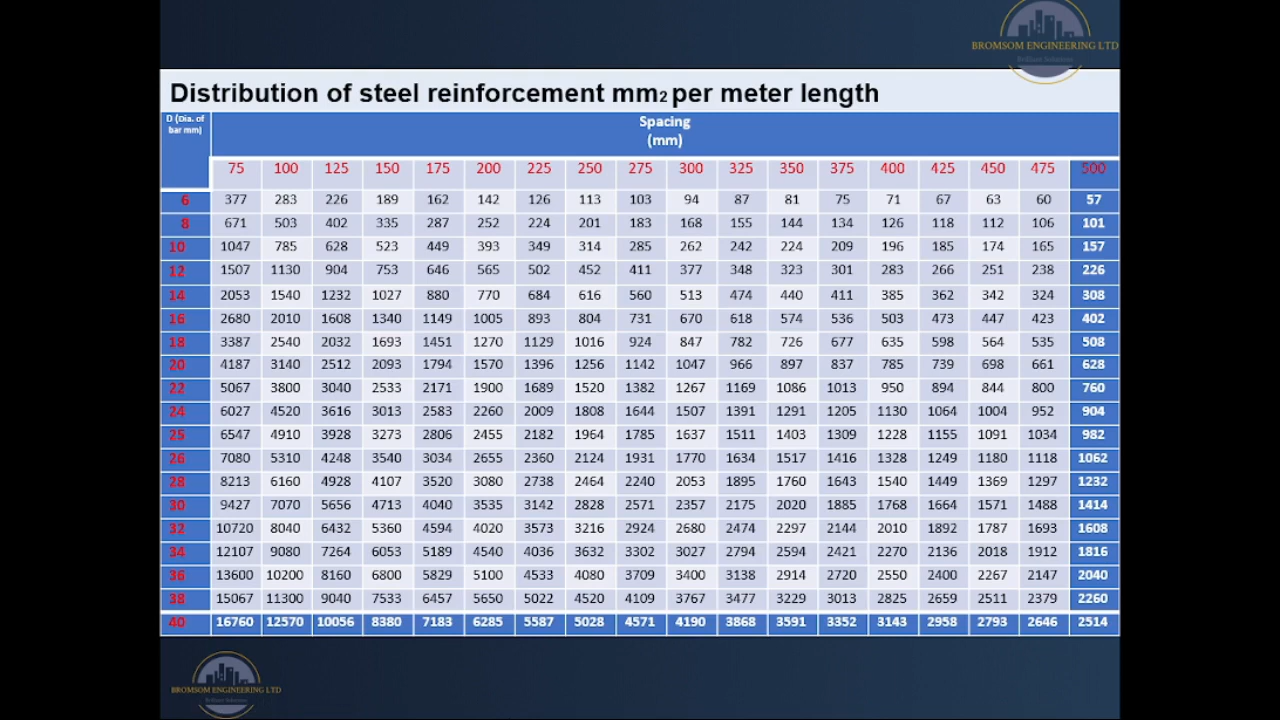 BROMSOM ENGINEERING LTD
Brilliant Solutions
Distribution of steel reinforcement mm2 per meter length
D (Dia. of bar mm)
Spacing
(mm)
75 100 125 150 175 200 225 250 275 300 325 350 375 400 425 450 475 500
6 377 283 226 189 162 142 126 113 103 94 87 81 75 71 67 63 60 57
8 671 503 402 335 287 252 224 201 183 168 155 144 134 126 118 112 106 101
10 1047 785 628 523 449 393 349 314 285 262 242 224 209 196 185 174 165 157
12 1507 1130 904 753 646 565 502 452 411 377 348 323 301 283 266 251 238 226
14 2053 1540 1232 1027 880 770 684 616 560 513 474 440 411 385 362 342 324 308
16 2680 2010 1608 1340 1149 1005 893 804 731 670 618 574 536 503 473 447 423 402
18 3387 2540 2032 1693 1451 1270 1129 1016 924 847 782 726 677 635 598 564 535 508
20 4187 3140 2512 2093 1794 1570 1396 1256 1142 1047 966 897 837 785 739 698 661 628
22 5067 3800 3040 2533 2171 1900 1689 1520 1382 1267 1169 1086 1013 950 894 844 800 760
24 6027 4520 3616 3013 2583 2260 2009 1808 1644 1507 1391 1291 1205 1130 1064 1004 952 904
25 6547 4910 3928 3273 2806 2455 2182 1964 1785 1637 1511 1403 1309 1228 1155 1091 1034 982
26 7080 5310 4248 3540 3034 2655 2360 2124 1931 1770 1634 1517 1416 1328 1249 1180 1118 1062
28 8213 6160 4928 4107 3520 3080 2738 2464 2240 2053 1895 1760 1643 1540 1449 1369 1297 1232
30 9427 7070 5656 4713 4040 3535 3142 2828 2571 2357 2175 2020 1885 1768 1664 1571 1488 1414
32 10720 8040 6432 5360 4594 4020 3573 3216 2924 2680 2474 2297 2144 2010 1892 1787 1693 1608
34 12107 9080 7264 6053 5189 4540 4036 3632 3302 3027 2794 2594 2421 2270 2136 2018 1912 1816
36 13600 10200 8160 6800 5829 5100 4533 4080 3709 3400 3138 2914 2720 2550 2400 2267 2147 2040
38 15067 11300 9040 7533 6457 5650 5022 4520 4109 3767 3477 3229 3013 2825 2659 2511 2379 2260
40 16760 12570 10056 8380 7183 6285 5587 5028 4571 4190 3868 3591 3352 3143 2958 2793 2646 2514
BROMSOM ENGINEERING LTD
Brilliant Solutions